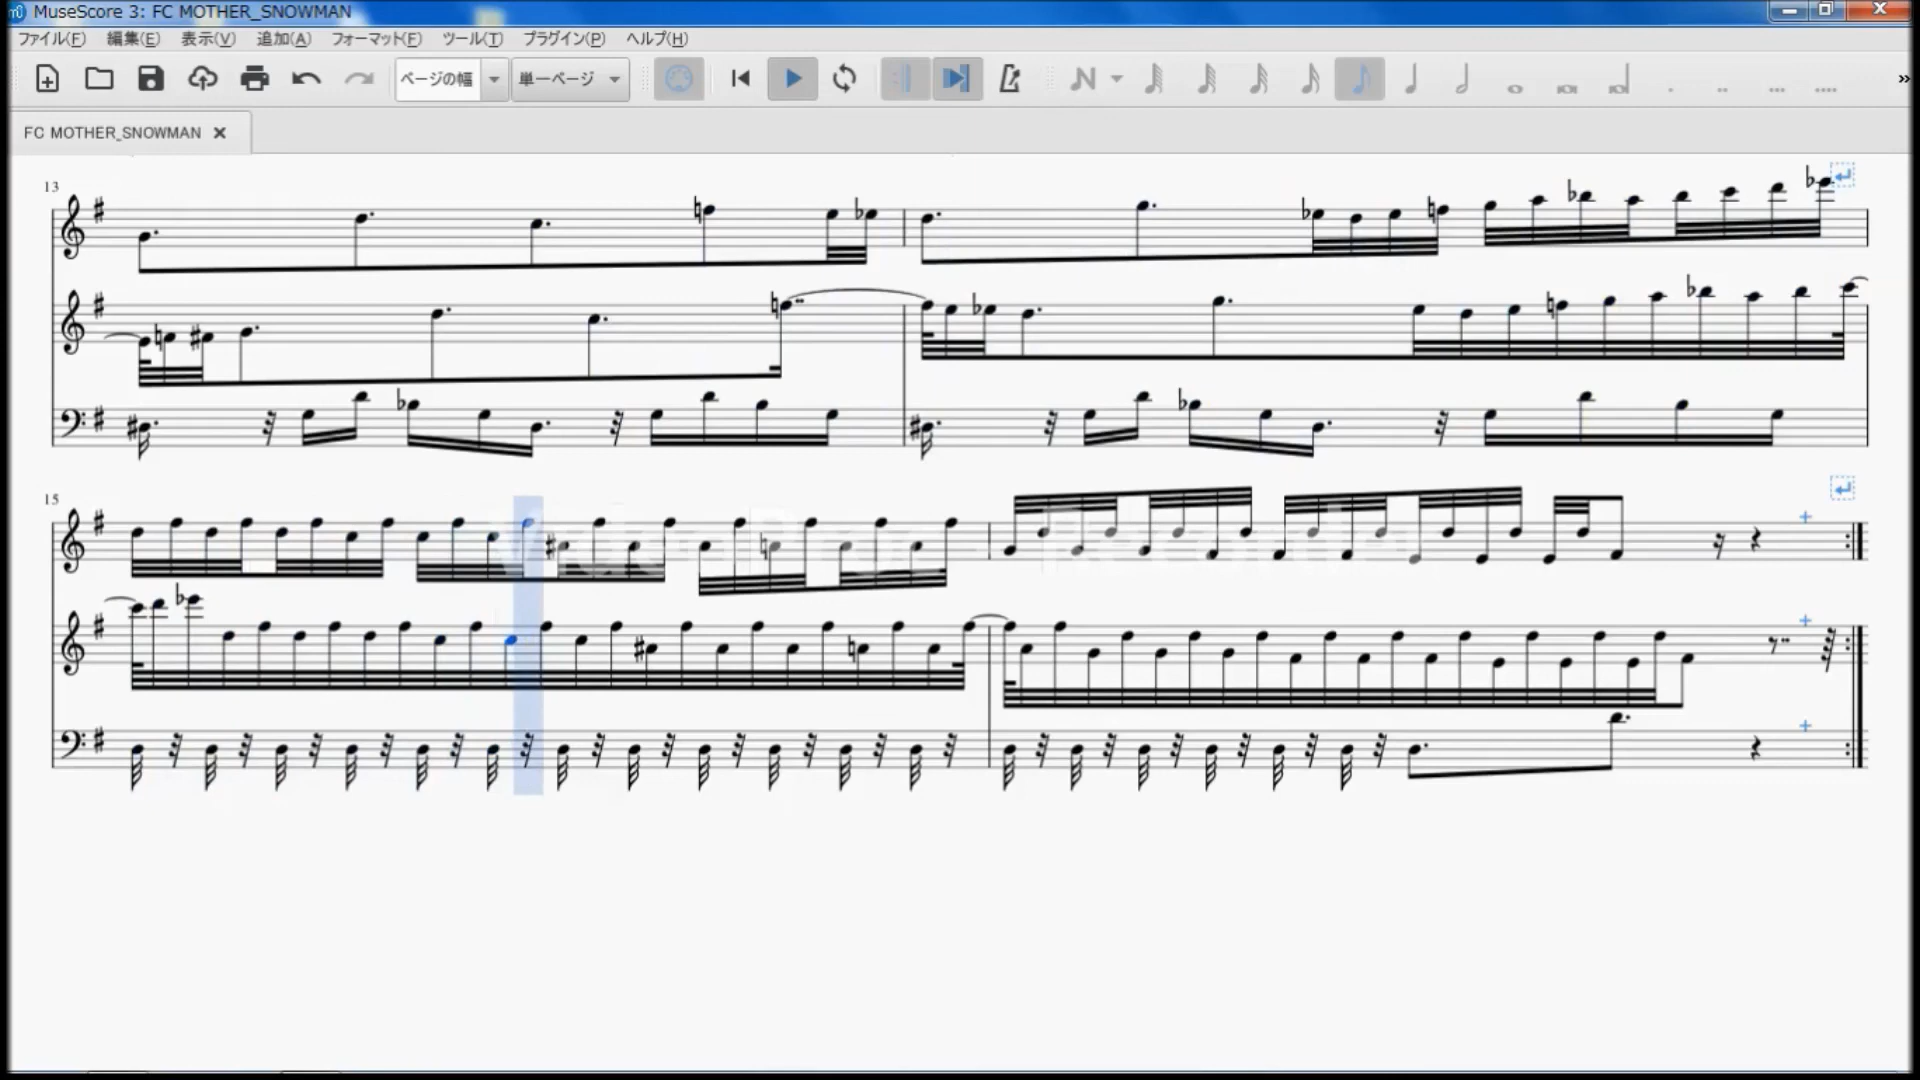 MuseScore 3: FC MOTHER_SNOWMAN
ファイル(F) 編集(E) 表示(V) 追加(A) フォーマット(F) ツール(T) プラグイン(P) ヘルプ(H)
ページの幅 単一ページ
FC MOTHER_SNOWMAN
13
15